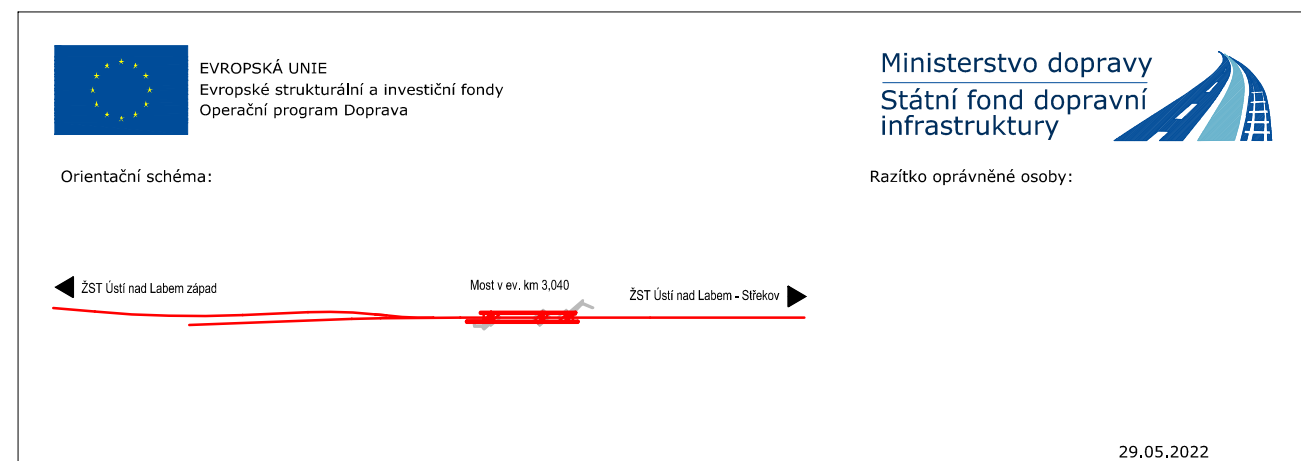 EVROPSKÁ UNIE
Evropské strukturální a investiční fondy
Operační program Doprava
Ministerstvo dopravy
Státní fond dopravní
infrastruktury
Orientační schéma:
Razítko oprávněné osoby:
ŽST Ústí nad Labem západ
Most v ev. km 3,040
ŽST Ústí nad Labem - Střekov
29.05.2022